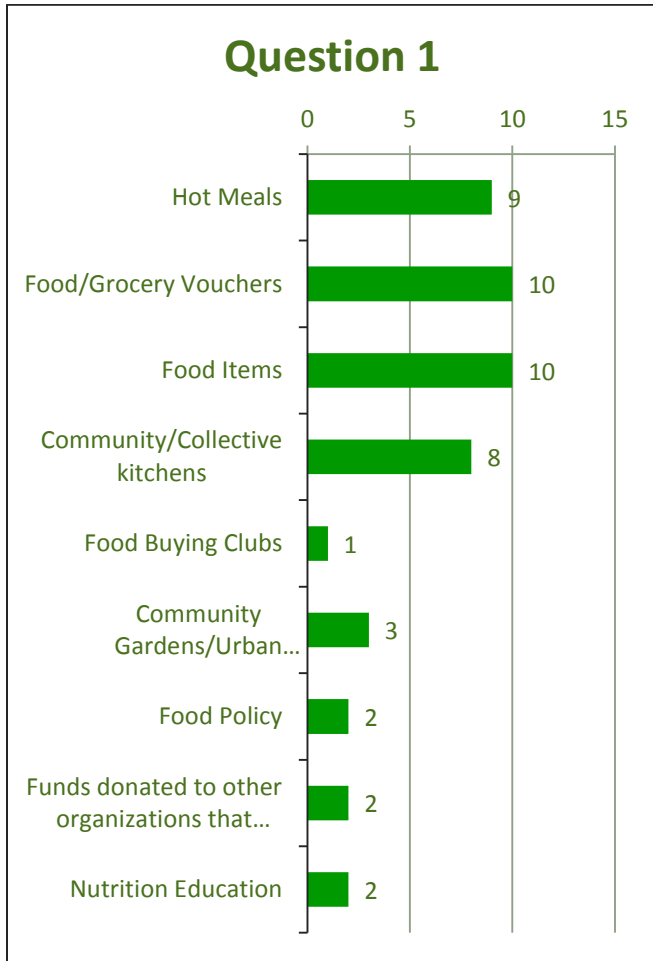 Question 1
0 5 10 15
Hot Meals 9
Food/Grocery Vouchers 10
Food Items 10
Community/Collective
kitchens 8
Food Buying Clubs 1
Community
Gardens/Urban... 3
Food Policy 2
Funds donated to other
organizations that... 2
Nutrition Education 2